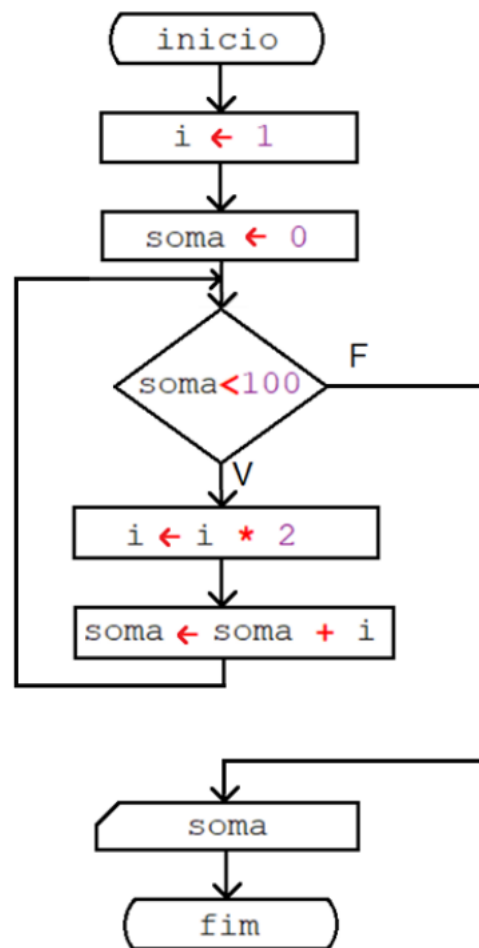 inicio
i ← 1
soma ← 0
soma<100
F
V
i ← i * 2
soma ← soma + i
soma
fim